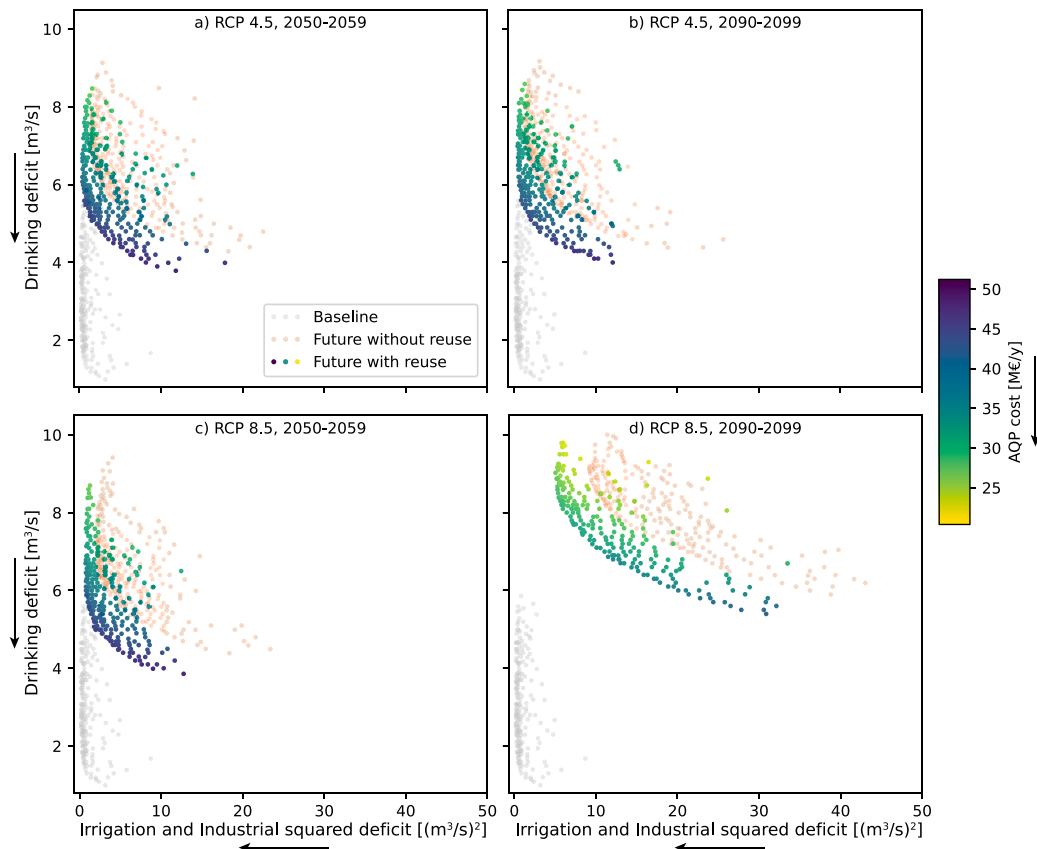 a) RCP 4.5, 2050-2059
b) RCP 4.5, 2090-2099
10
8
6
4
2
Drinking deficit [m³/s]
Baseline
Future without reuse
Future with reuse
50
45
40
35
30
25
AQP cost [M€/y]
c) RCP 8.5, 2050-2059
d) RCP 8.5, 2090-2099
10
8
6
4
2
Drinking deficit [m³/s]
0 10 20 30 40 50
0 10 20 30 40 50
Irrigation and Industrial squared deficit [(m³/s)²]
Irrigation and Industrial squared deficit [(m³/s)²]